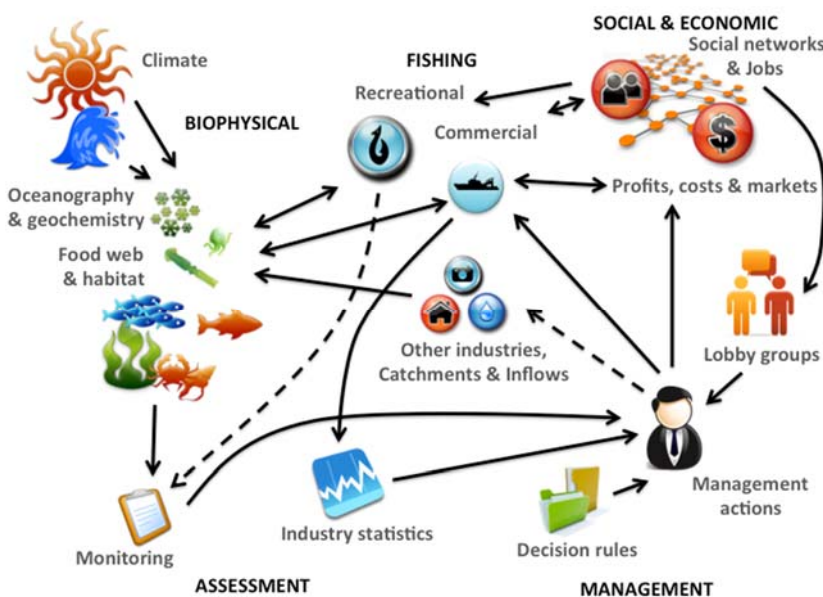 SOCIAL & ECONOMIC
Social networks
& Jobs
Climate
FISHING
Recreational
BIOPHYSICAL
Commercial
Oceanography
& geochemistry
Profits, costs & markets
Food web
& habitat
Other industries,
Catchments & Inflows
Lobby groups
Management
actions
Monitoring
Industry statistics
Decision rules
ASSESSMENT
MANAGEMENT
$